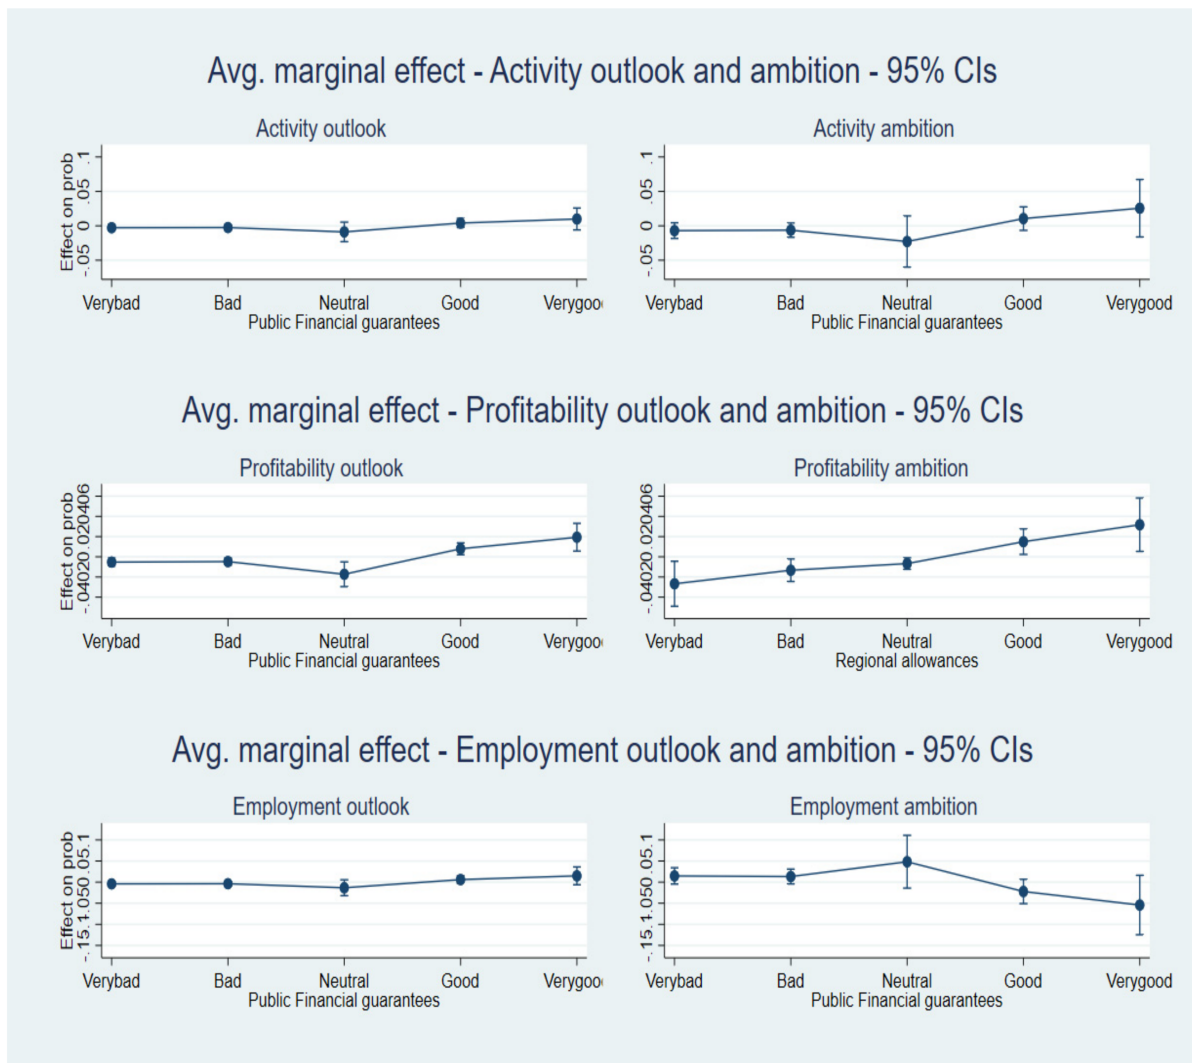 Avg. marginal effect - Activity outlook and ambition - 95% CIs
Activity outlook
Activity ambition
Effect on prob
-.05 0 .05 .1
-.05 0 .05 .1
Verybad Bad Neutral Good Verygoo
Verybad Bad Neutral Good Verygood
Public Financial guarantees
Public Financial guarantees
Avg. marginal effect - Profitability outlook and ambition - 95% CIs
Profitability outlook
Profitability ambition
Effect on prob
-.04020 .020406
-.04020 .020406
Verybad Bad Neutral Good Verygoo
Verybad Bad Neutral Good Verygood
Public Financial guarantees
Regional allowances
Avg. marginal effect - Employment outlook and ambition - 95% CIs
Employment outlook
Employment ambition
Effect on prob
Verybad Bad Neutral Good Verygoo
Verybad Bad Neutral Good Verygood
Public Financial guarantees
Public Financial guarantees